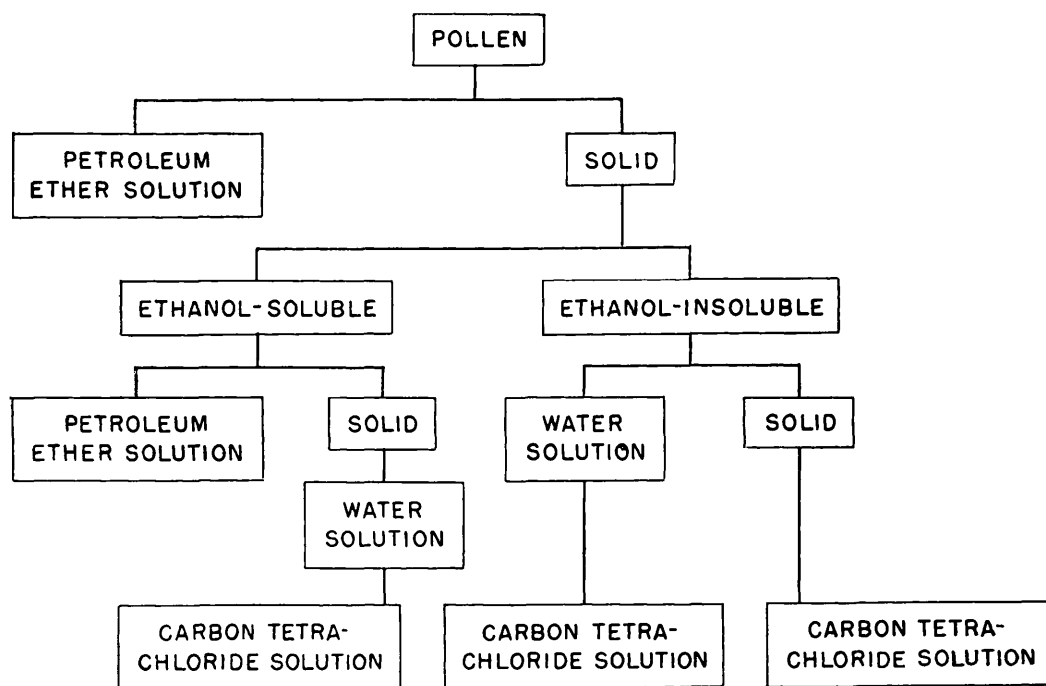 POLLEN
PETROLEUM
ETHER SOLUTION
SOLID
ETHANOL-SOLUBLE
ETHANOL-INSOLUBLE
PETROLEUM
ETHER SOLUTION
SOLID
WATER
SOLUTION
SOLID
WATER
SOLUTION
CARBON TETRA-
CHLORIDE SOLUTION
CARBON TETRA-
CHLORIDE SOLUTION
CARBON TETRA-
CHLORIDE SOLUTION